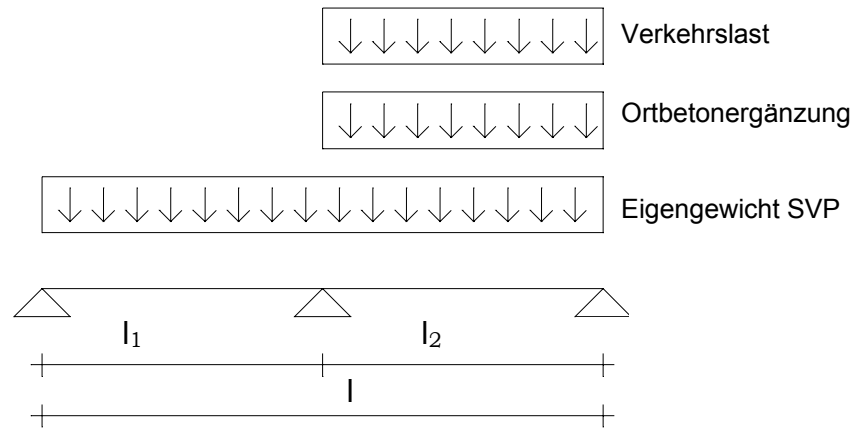 Verkehrslast
Ortbetonergänzung
Eigengewicht SVP
l₁ l₂
l